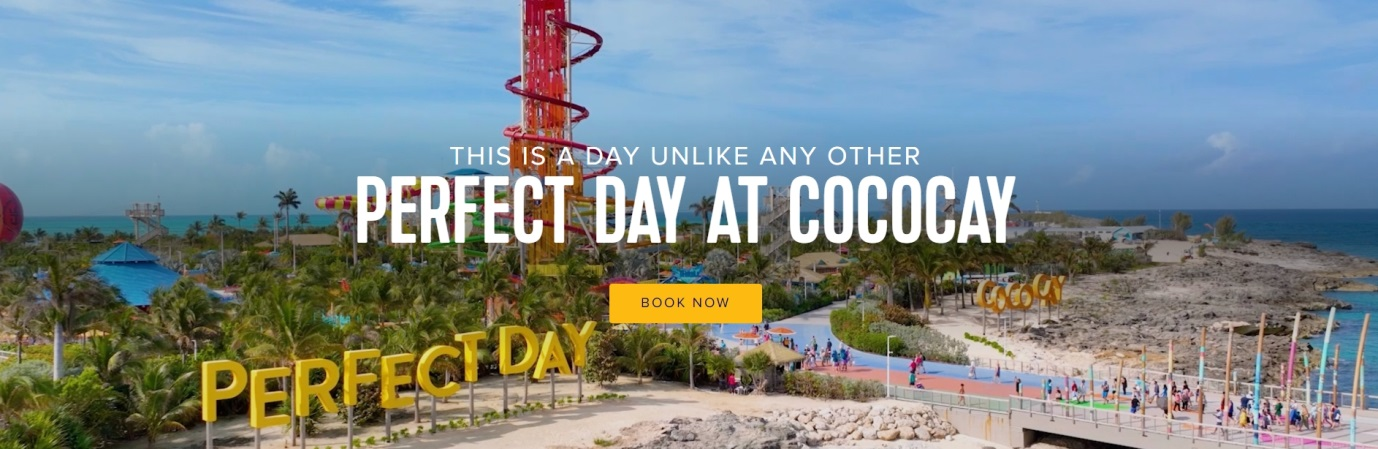 THIS IS A DAY UNLIKE ANY OTHER
PERFECT DAY AT COCOCAY
BOOK NOW
COCOCAY
PERFECT DAY